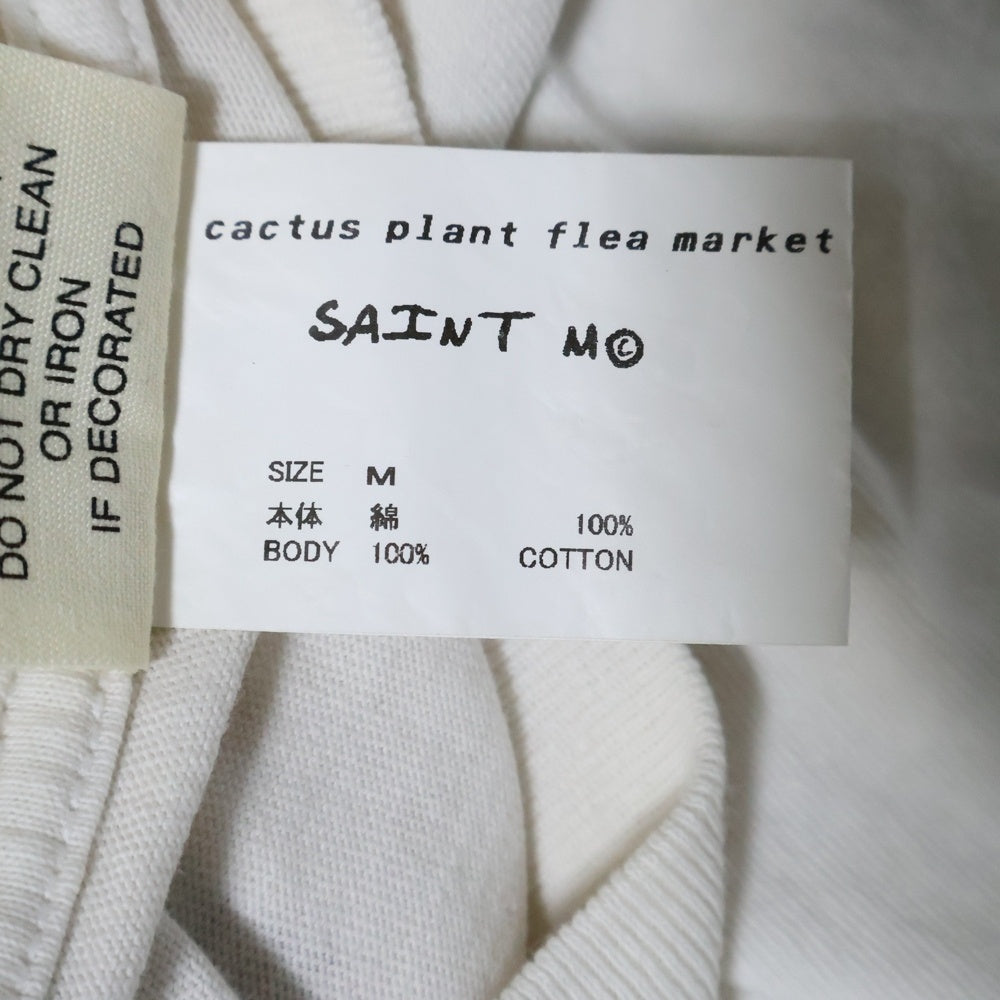 DO NOT DRY CLEAN
OR IRON
IF DECORATED
cactus plant flea market
SAINT M©
SIZE M
本体 綿 100%
BODY 100% COTTON